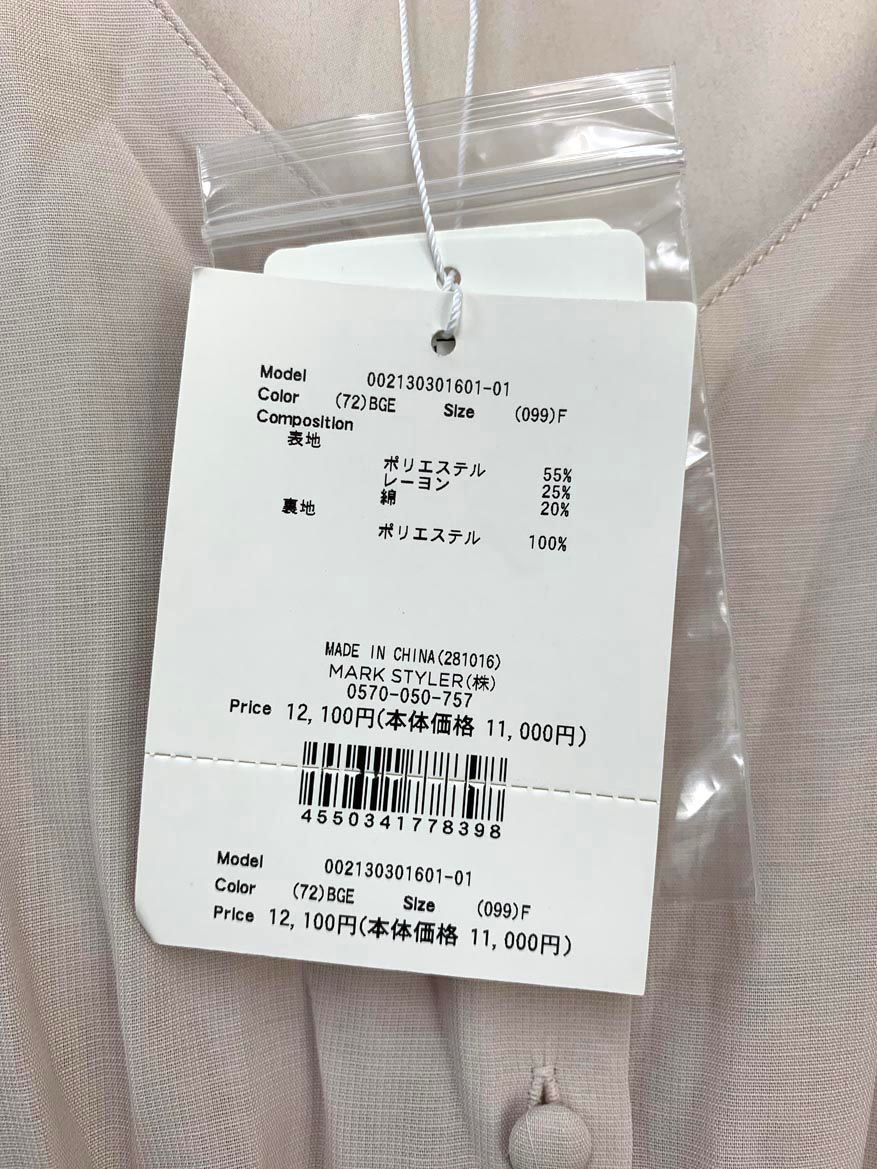 Model 002130301601-01
Color (72)BGE Size (099)F
Composition
表地
ポリエステル 55%
レーヨン 25%
綿 20%
裏地
ポリエステル 100%
MADE IN CHINA(281016)
MARK STYLER(株)
0570-050-757
Price 12,100円(本体価格 11,000円)
4550341778398
Model 002130301601-01
Color (72)BGE Size (099)F
Price 12,100円(本体価格 11,000円)